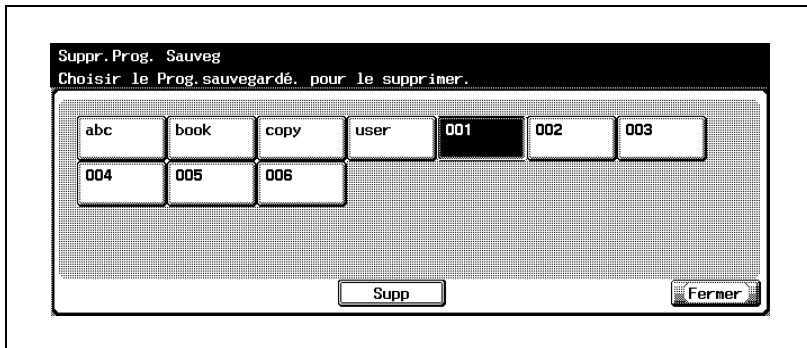 Suppr.Prog. Sauveg
Choisir le Prog.sauvegardé. pour le supprimer.
abc book copy user 001 002 003
004 005 006
Supp Fermer